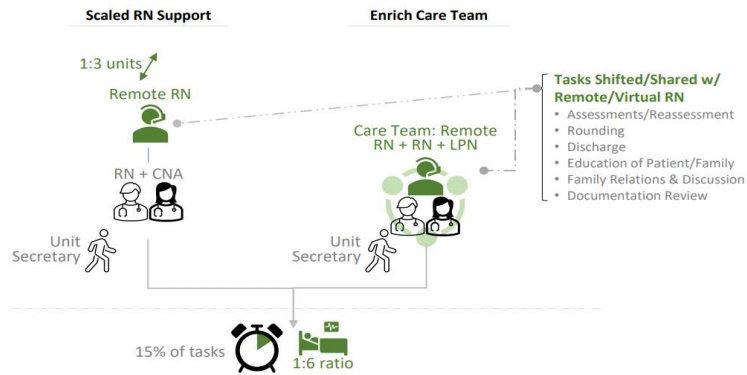 Scaled RN Support
Enrich Care Team
1:3 units
Remote RN
RN + CNA
Unit
Secretary
Care Team: Remote
RN + RN + LPN
Unit
Secretary
Tasks Shifted/Shared w/
Remote/Virtual RN
• Assessments/Reassessment
• Rounding
• Discharge
• Education of Patient/Family
• Family Relations & Discussion
• Documentation Review
15% of tasks
1:6 ratio